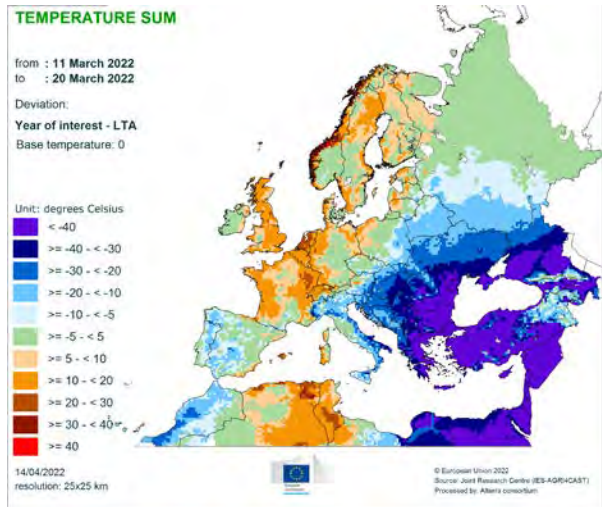 TEMPERATURE SUM
from : 11 March 2022
to : 20 March 2022
Deviation:
Year of interest - LTA
Base temperature: 0
Unit: degrees Celsius
< -40
>= -40 - < -30
>= -30 - < -20
>= -20 - < -10
>= -10 - < -5
>= -5 - < 5
>= 5 - < 10
>= 10 - < 20
>= 20 - < 30
>= 30 - < 40
>= 40
14/04/2022
resolution: 25x25 km
© European Union 2022
Source: Joint Research Centre (IES-AGRI4CAST)
Processed by: Alterra consortium